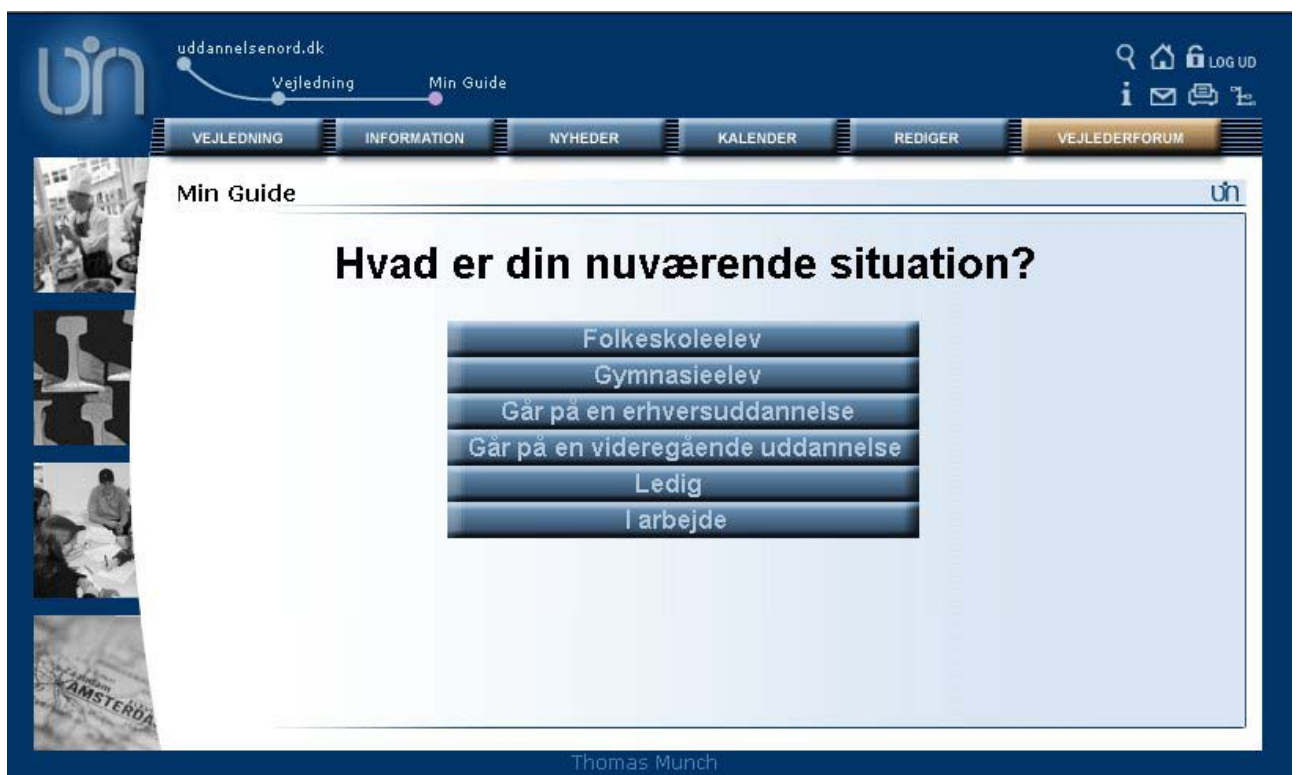 uddannelsenord.dk
Vejledning Min Guide
LOG UD
VEJLEDNING INFORMATION NYHEDER KALENDER REDIGER VEJLEDERFORUM
Min Guide
Hvad er din nuværende situation?
Folkeskoleelev
Gymnasieelev
Går på en erhversuddannelse
Går på en videregående uddannelse
Ledig
I arbejde
AMSTERDA
Thomas Munch